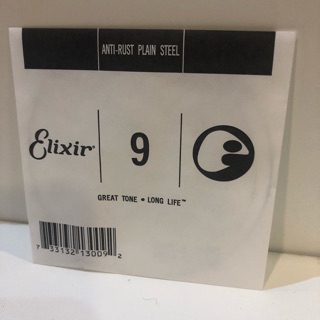 ANTI-RUST PLAIN STEEL
Elixir 9
GREAT TONE • LONG LIFE™
7 33132 13009 2